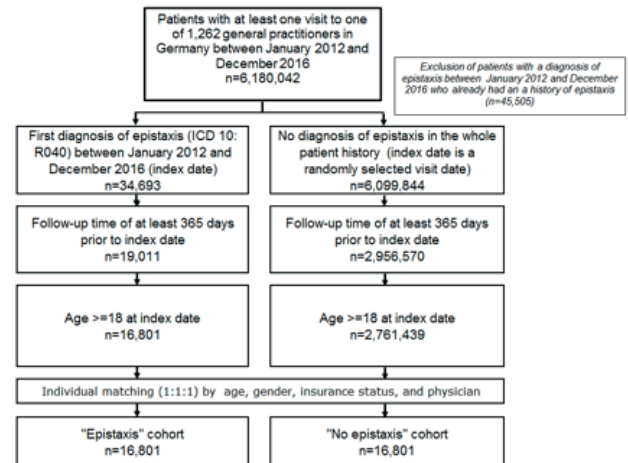 Patients with at least one visit to one
of 1,262 general practitioners in
Germany between January 2012 and
December 2016
n=6,180,042
Exclusion of patients with a diagnosis of
epistaxis between January 2012 and December
2016 who already had an a history of epistaxis
(n=45,505)
First diagnosis of epistaxis (ICD 10:
R040) between January 2012 and
December 2016 (index date)
n=34,693
No diagnosis of epistaxis in the whole
patient history (index date is a
randomly selected visit date)
n=6,099,844
Follow-up time of at least 365 days
prior to index date
n=19,011
Follow-up time of at least 365 days
prior to index date
n=2,956,570
Age >=18 at index date
n=16,801
Age >=18 at index date
n=2,761,439
Individual matching (1:1:1) by age, gender, insurance status, and physician
"Epistaxis" cohort
n=16,801
"No epistaxis" cohort
n=16,801